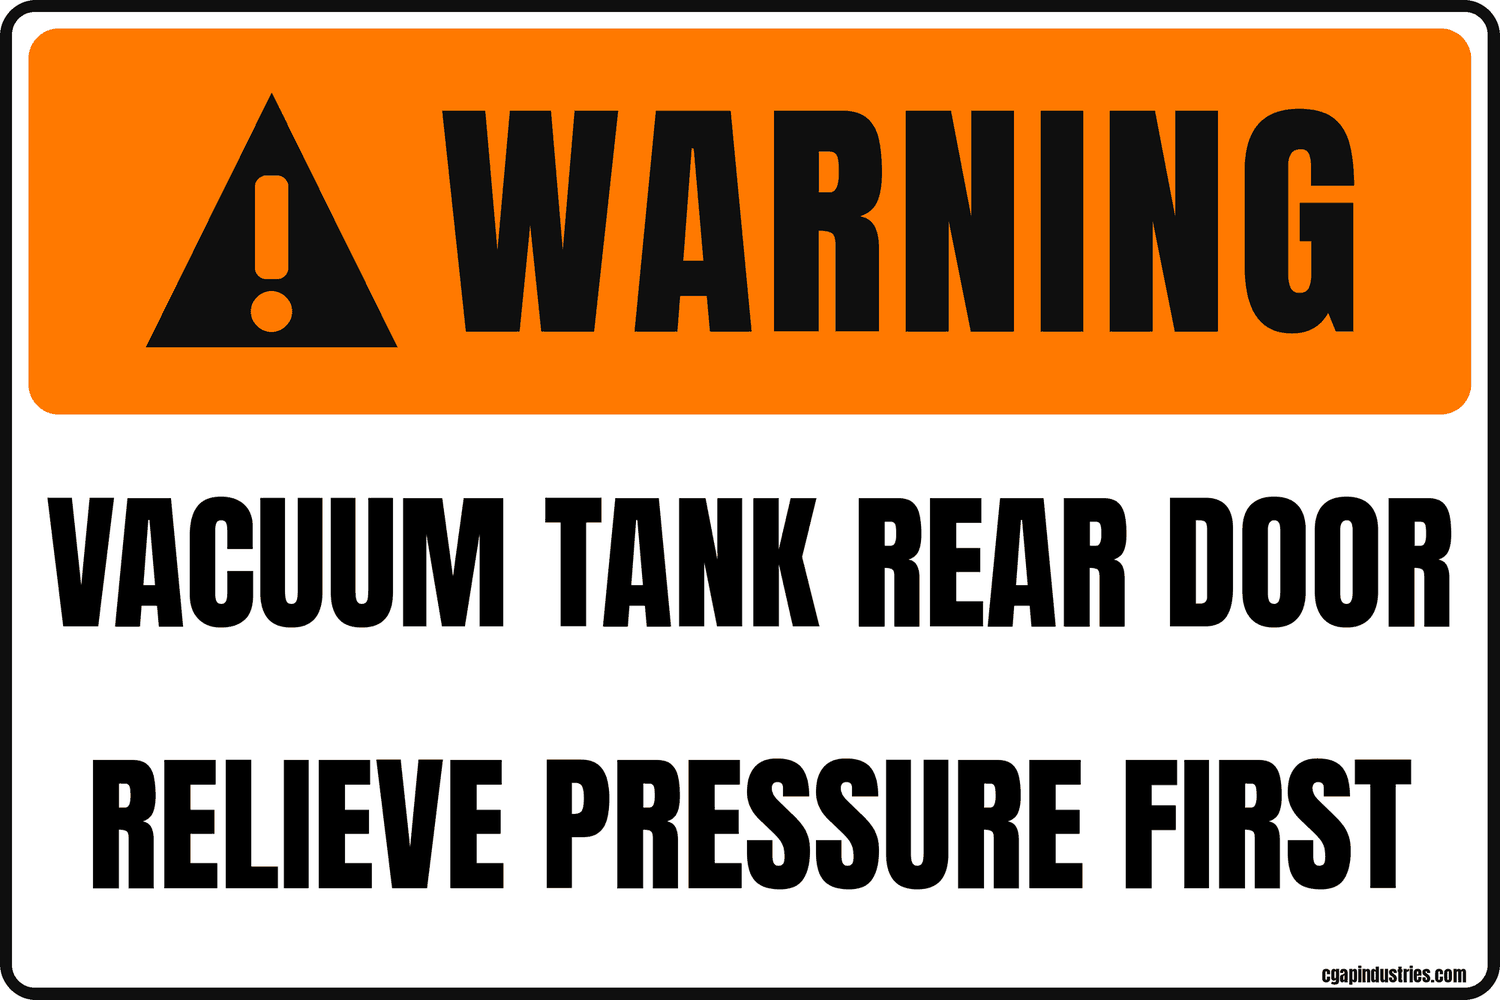 WARNING
VACUUM TANK REAR DOOR
RELIEVE PRESSURE FIRST
cgapindustries.com